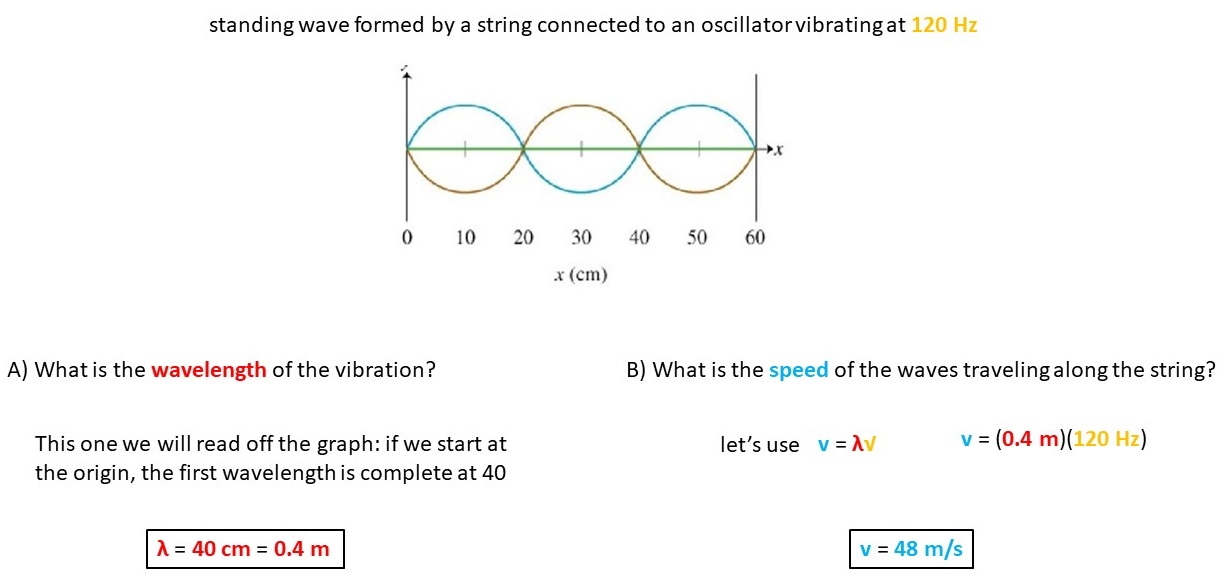 standing wave formed by a string connected to an oscillator vibrating at 120 Hz
x
0 10 20 30 40 50 60
x (cm)
A) What is the wavelength of the vibration?
B) What is the speed of the waves traveling along the string?
This one we will read off the graph: if we start at
the origin, the first wavelength is complete at 40
let's use v = λ√
v = (0.4 m)(120 Hz)
λ = 40 cm = 0.4 m
v = 48 m/s